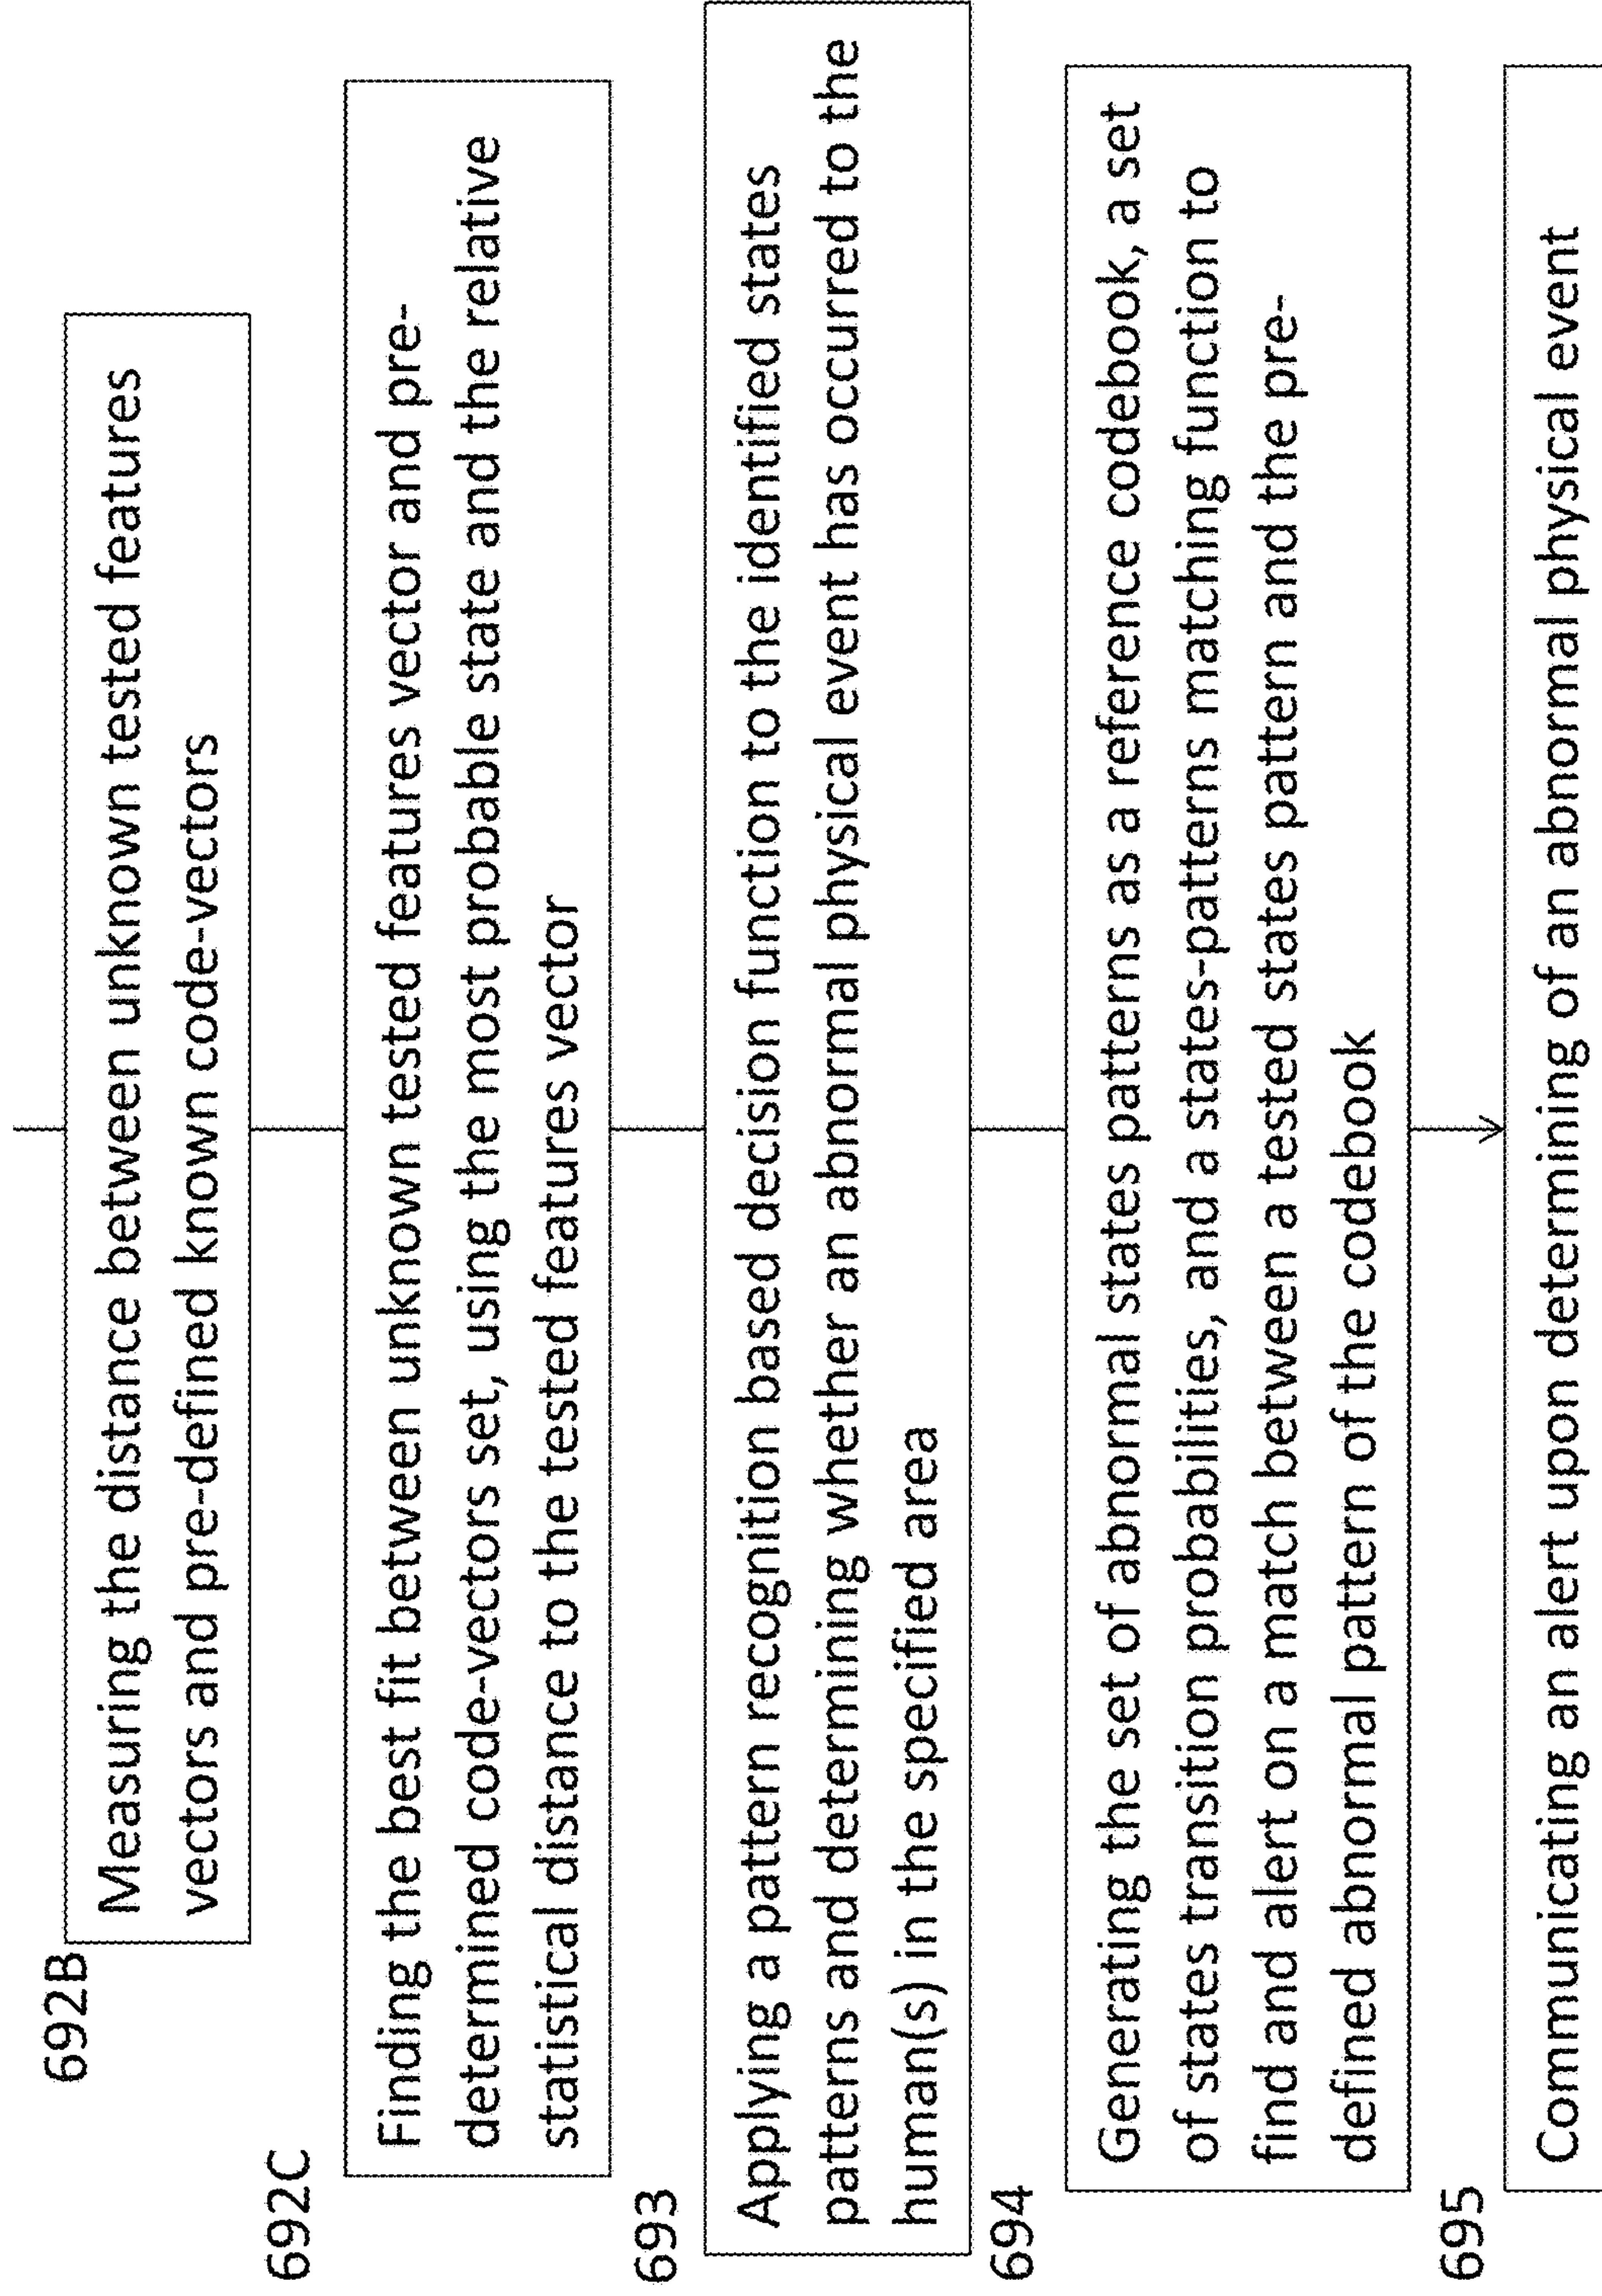 692B
Measuring the distance between unknown tested features
vectors and pre-defined known code-vectors
692C
Finding the best fit between unknown tested features vector and pre-
determined code-vectors set, using the most probable state and the relative
statistical distance to the tested features vector
693
Applying a pattern recognition based decision function to the identified states
patterns and determining whether an abnormal physical event has occurred to the
human(s) in the specified area
694
Generating the set of abnormal states patterns as a reference codebook, a set
of states transition probabilities, and a states-patterns matching function to
find and alert on a match between a tested states pattern and the pre-
defined abnormal pattern of the codebook
695
Communicating an alert upon determining of an abnormal physical event